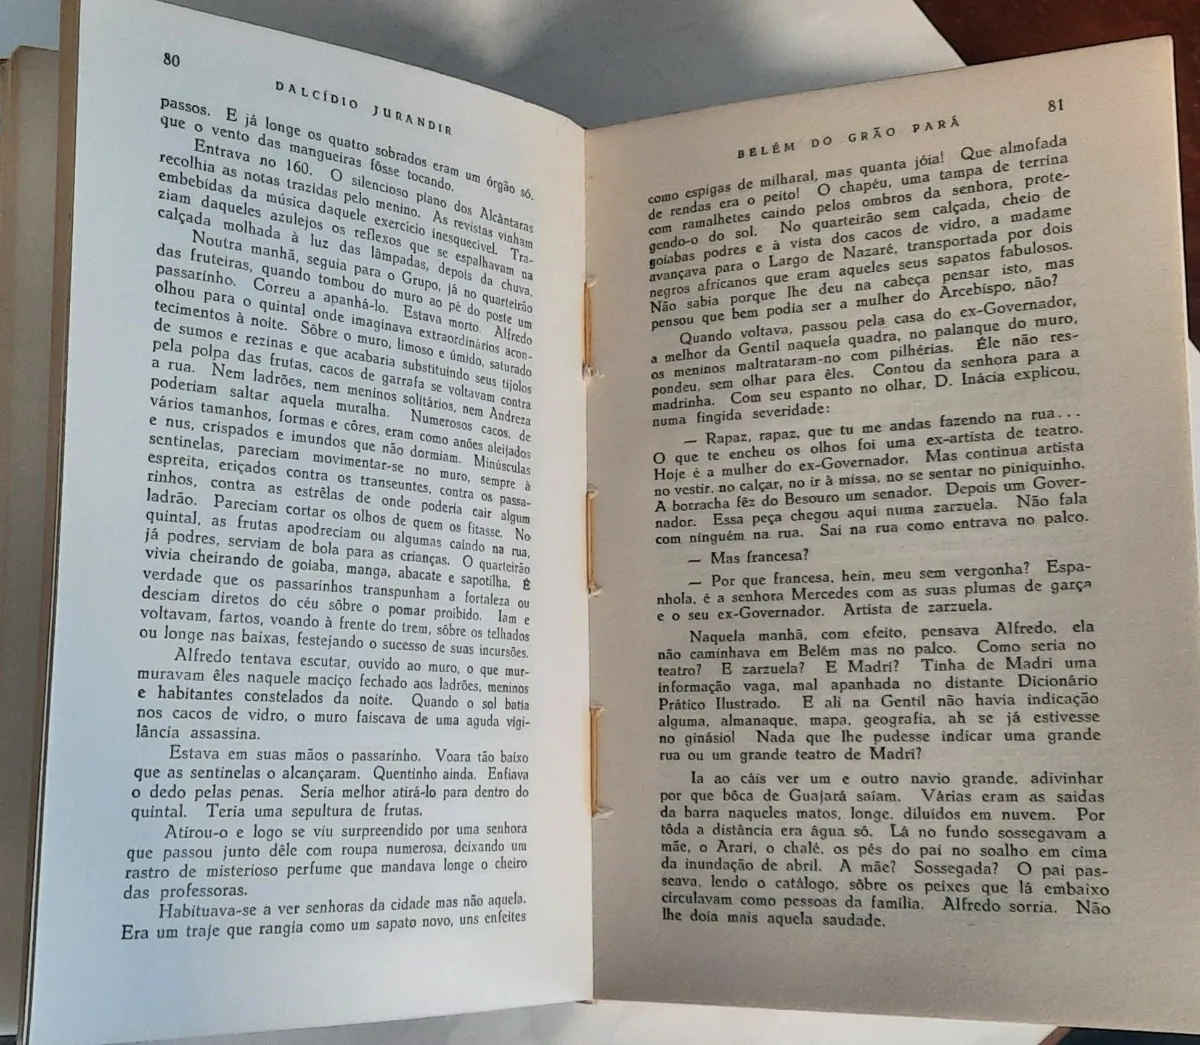 80
DALCÍDIO JURANDIR
passos. E já longe os quatro sobrados eram um órgão só,
que o vento das mangueiras fôsse tocando.
Entrava no 160. O silencioso piano dos Alcântaras
recolhia as notas trazidas pelo menino. As revistas vinham
embebidas da música daquele exercício inesquecível. Tra-
ziam daqueles azulejos os reflexos que se espalhavam na
calçada molhada à luz das lâmpadas, depois da chuva.
Noutra manhã, seguia para o Grupo, já no quarteirão
das fruteiras, quando tombou do muro ao pé do poste um
passarinho. Correu a apanhá-lo. Estava morto. Alfredo
olhou para o quintal onde imaginava extraordinários acon-
tecimentos à noite. Sôbre o muro, limoso e úmido, saturado
de sumos e rezinas e que acabaria substituindo seus tijolos
pela polpa das frutas, cacos de garrafa se voltavam contra
a rua. Nem ladrões, nem meninos solitários, nem Andreza
poderiam saltar aquela muralha. Numerosos cacos, de
vários tamanhos, formas e côres, eram como anões aleijados
e nus, crispados e imundos que não dormiam. Minúsculas
sentinelas, pareciam movimentar-se no muro, sempre à
espreita, eriçados contra os transeuntes, contra os passa-
rinhos, contra as estrêlas de onde poderia cair algum
ladrão. Pareciam cortar os olhos de quem os fitasse. No
quintal, as frutas apodreciam ou algumas caindo na rua,
já podres, serviam de bola para as crianças. O quarteirão
vivia cheirando de goiaba, manga, abacate e sapotilha. É
verdade que os passarinhos transpunham a fortaleza ou
desciam diretos do céu sôbre o pomar proibido. Iam e
voltavam, fartos, voando à frente do trem, sôbre os telhados
ou longe nas baixas, festejando o sucesso de suas incursões.
Alfredo tentava escutar, ouvido ao muro, o que mur-
muravam êles naquele maciço fechado aos ladrões, meninos
e habitantes constelados da noite. Quando o sol batia
nos cacos de vidro, o muro faiscava de uma aguda vigi-
lância assassina.
Estava em suas mãos o passarinho. Voara tão baixo
que as sentinelas o alcançaram. Quentinho ainda. Enfiava
o dedo pelas penas. Seria melhor atirá-lo para dentro do
quintal. Teria uma sepultura de frutas.
Atirou-o e logo se viu surpreendido por uma senhora
que passou junto dêle com roupa numerosa, deixando um
rastro de misterioso perfume que mandava longe o cheiro
das professoras.
Habituava-se a ver senhoras da cidade mas não aquela.
Era um traje que rangia como um sapato novo, uns enfeites
81
BELÉM DO GRÃO PARÁ
como espigas de milharal, mas quanta jóia! Que almofada
de rendas era o peito! O chapéu, uma tampa de terrina
com ramalhetes caindo pelos ombros da senhora, prote-
gendo-o do sol. No quarteirão sem calçada, cheio de
goiabas podres e à vista dos cacos de vidro, a madame
avançava para o Largo de Nazaré, transportada por dois
negros africanos que eram aqueles seus sapatos fabulosos.
Não sabia porque lhe deu na cabeça pensar isto, mas
pensou que bem podia ser a mulher do Arcebispo, não?
Quando voltava, passou pela casa do ex-Governador,
a melhor da Gentil naquela quadra, no palanque do muro,
os meninos maltrataram-no com pilhérias. Êle não res-
pondeu, sem olhar para êles. Contou da senhora para a
madrinha. Com seu espanto no olhar, D. Inácia explicou,
numa fingida severidade:
— Rapaz, rapaz, que tu me andas fazendo na rua...
O que te encheu os olhos foi uma ex-artista de teatro.
Hoje é a mulher do ex-Governador. Mas continua artista
no vestir, no calçar, no ir à missa, no se sentar no piniquinho.
A borracha fêz do Besouro um senador. Depois um Gover-
nador. Essa peça chegou aqui numa zarzuela. Não fala
com ninguém na rua. Sai na rua como entrava no palco.
— Mas francesa?
— Por que francesa, hein, meu sem vergonha? Espa-
nhola, é a senhora Mercedes com as suas plumas de garça
e o seu ex-Governador. Artista de zarzuela.
Naquela manhã, com efeito, pensava Alfredo, ela
não caminhava em Belém mas no palco. Como seria no
teatro? E zarzuela? E Madri? Tinha de Madri uma
informação vaga, mal apanhada no distante Dicionário
Prático Ilustrado. E ali na Gentil não havia indicação
alguma, almanaque, mapa, geografia, ah se já estivesse
no ginásio! Nada que lhe pudesse indicar uma grande
rua ou um grande teatro de Madri?
Ia ao cáis ver um e outro navio grande, adivinhar
por que bôca de Guajará saíam. Várias eram as saidas
da barra naqueles matos, longe, diluídos em nuvem. Por
tôda a distância era água só. Lá no fundo sossegavam a
mãe, o Arari, o chalé, os pés do pai no soalho em cima
da inundação de abril. A mãe? Sossegada? O pai pas-
seava, lendo o catálogo, sôbre os peixes que lá embaixo
circulavam como pessoas da família. Alfredo sorria. Não
lhe doía mais aquela saudade.